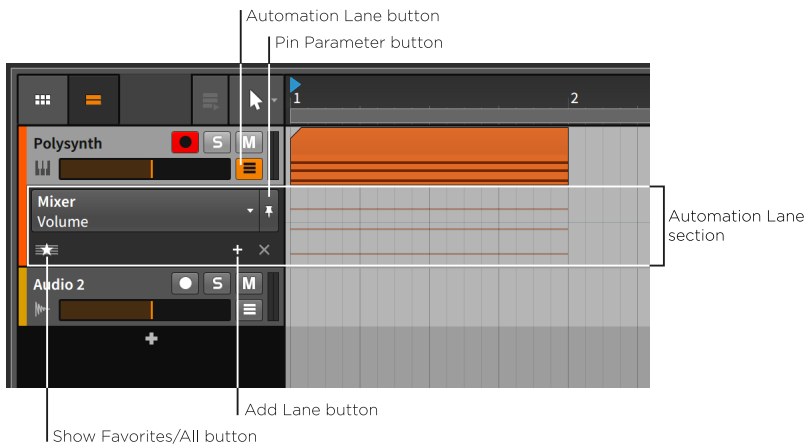 Automation Lane button
Pin Parameter button
1 2
Polysynth S M
Mixer
Volume
Automation Lane
section
Audio 2 S M
Add Lane button
Show Favorites/All button